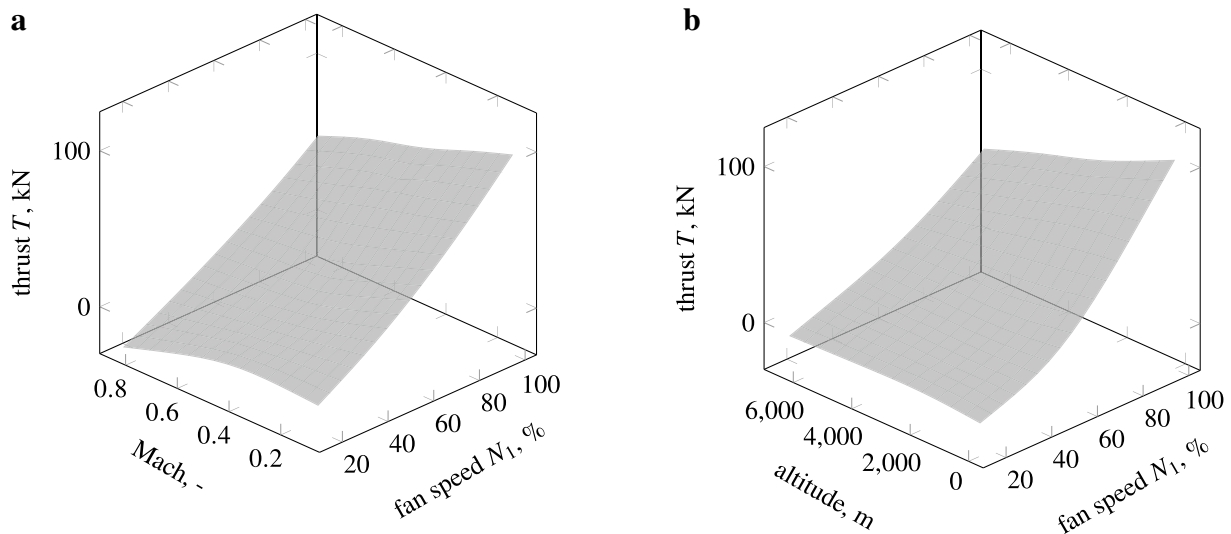 a
100
0
thrust T, kN
0.8
0.6
0.4
0.2
Mach, -
20
40
60
80
100
fan speed N₁, %
b
100
0
thrust T, kN
6,000
4,000
2,000
0
altitude, m
20
40
60
80
100
fan speed N₁, %